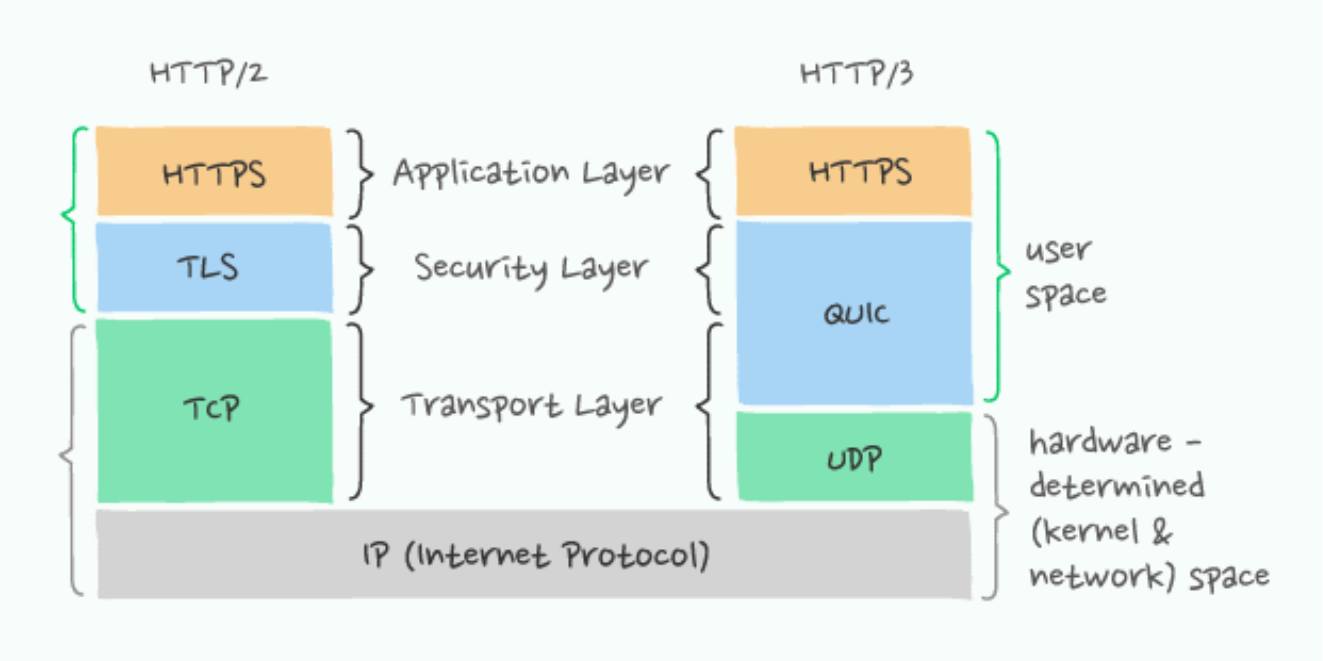 HTTP/2
HTTP/3
HTTPS
Application Layer
HTTPS
TLS
Security Layer
QUIC
user
space
TCP
Transport Layer
UDP
hardware -
determined
(kernel &
network) space
IP (Internet Protocol)